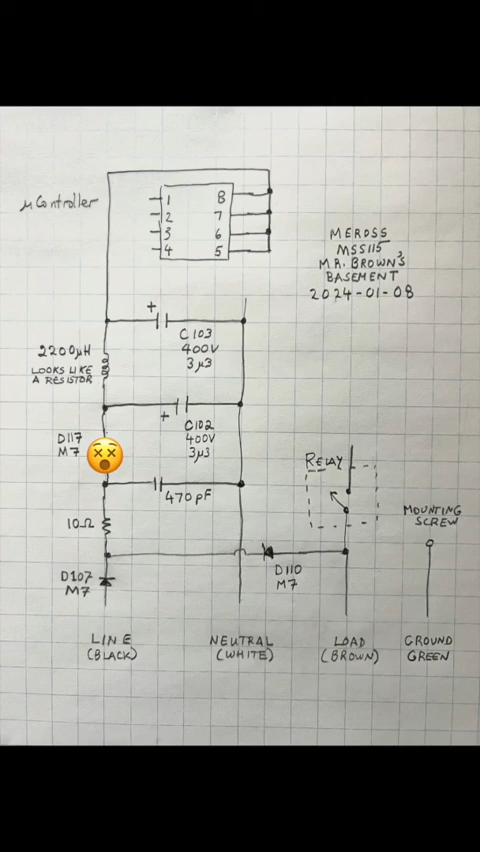 μController
1
2
3
4
8
7
6
5
MEROSS
MSS115
MR. BROWN'S
BASEMENT
2024-01-08
+
C103
400V
3μ3
2200μH
LOOKS LIKE
A RESISTOR
+
C102
400V
3μ3
D117
M7
470pF
RELAY
MOUNTING
SCREW
10Ω
D107
M7
D110
M7
LINE
(BLACK)
NEUTRAL
(WHITE)
LOAD
(BROWN)
GROUND
GREEN